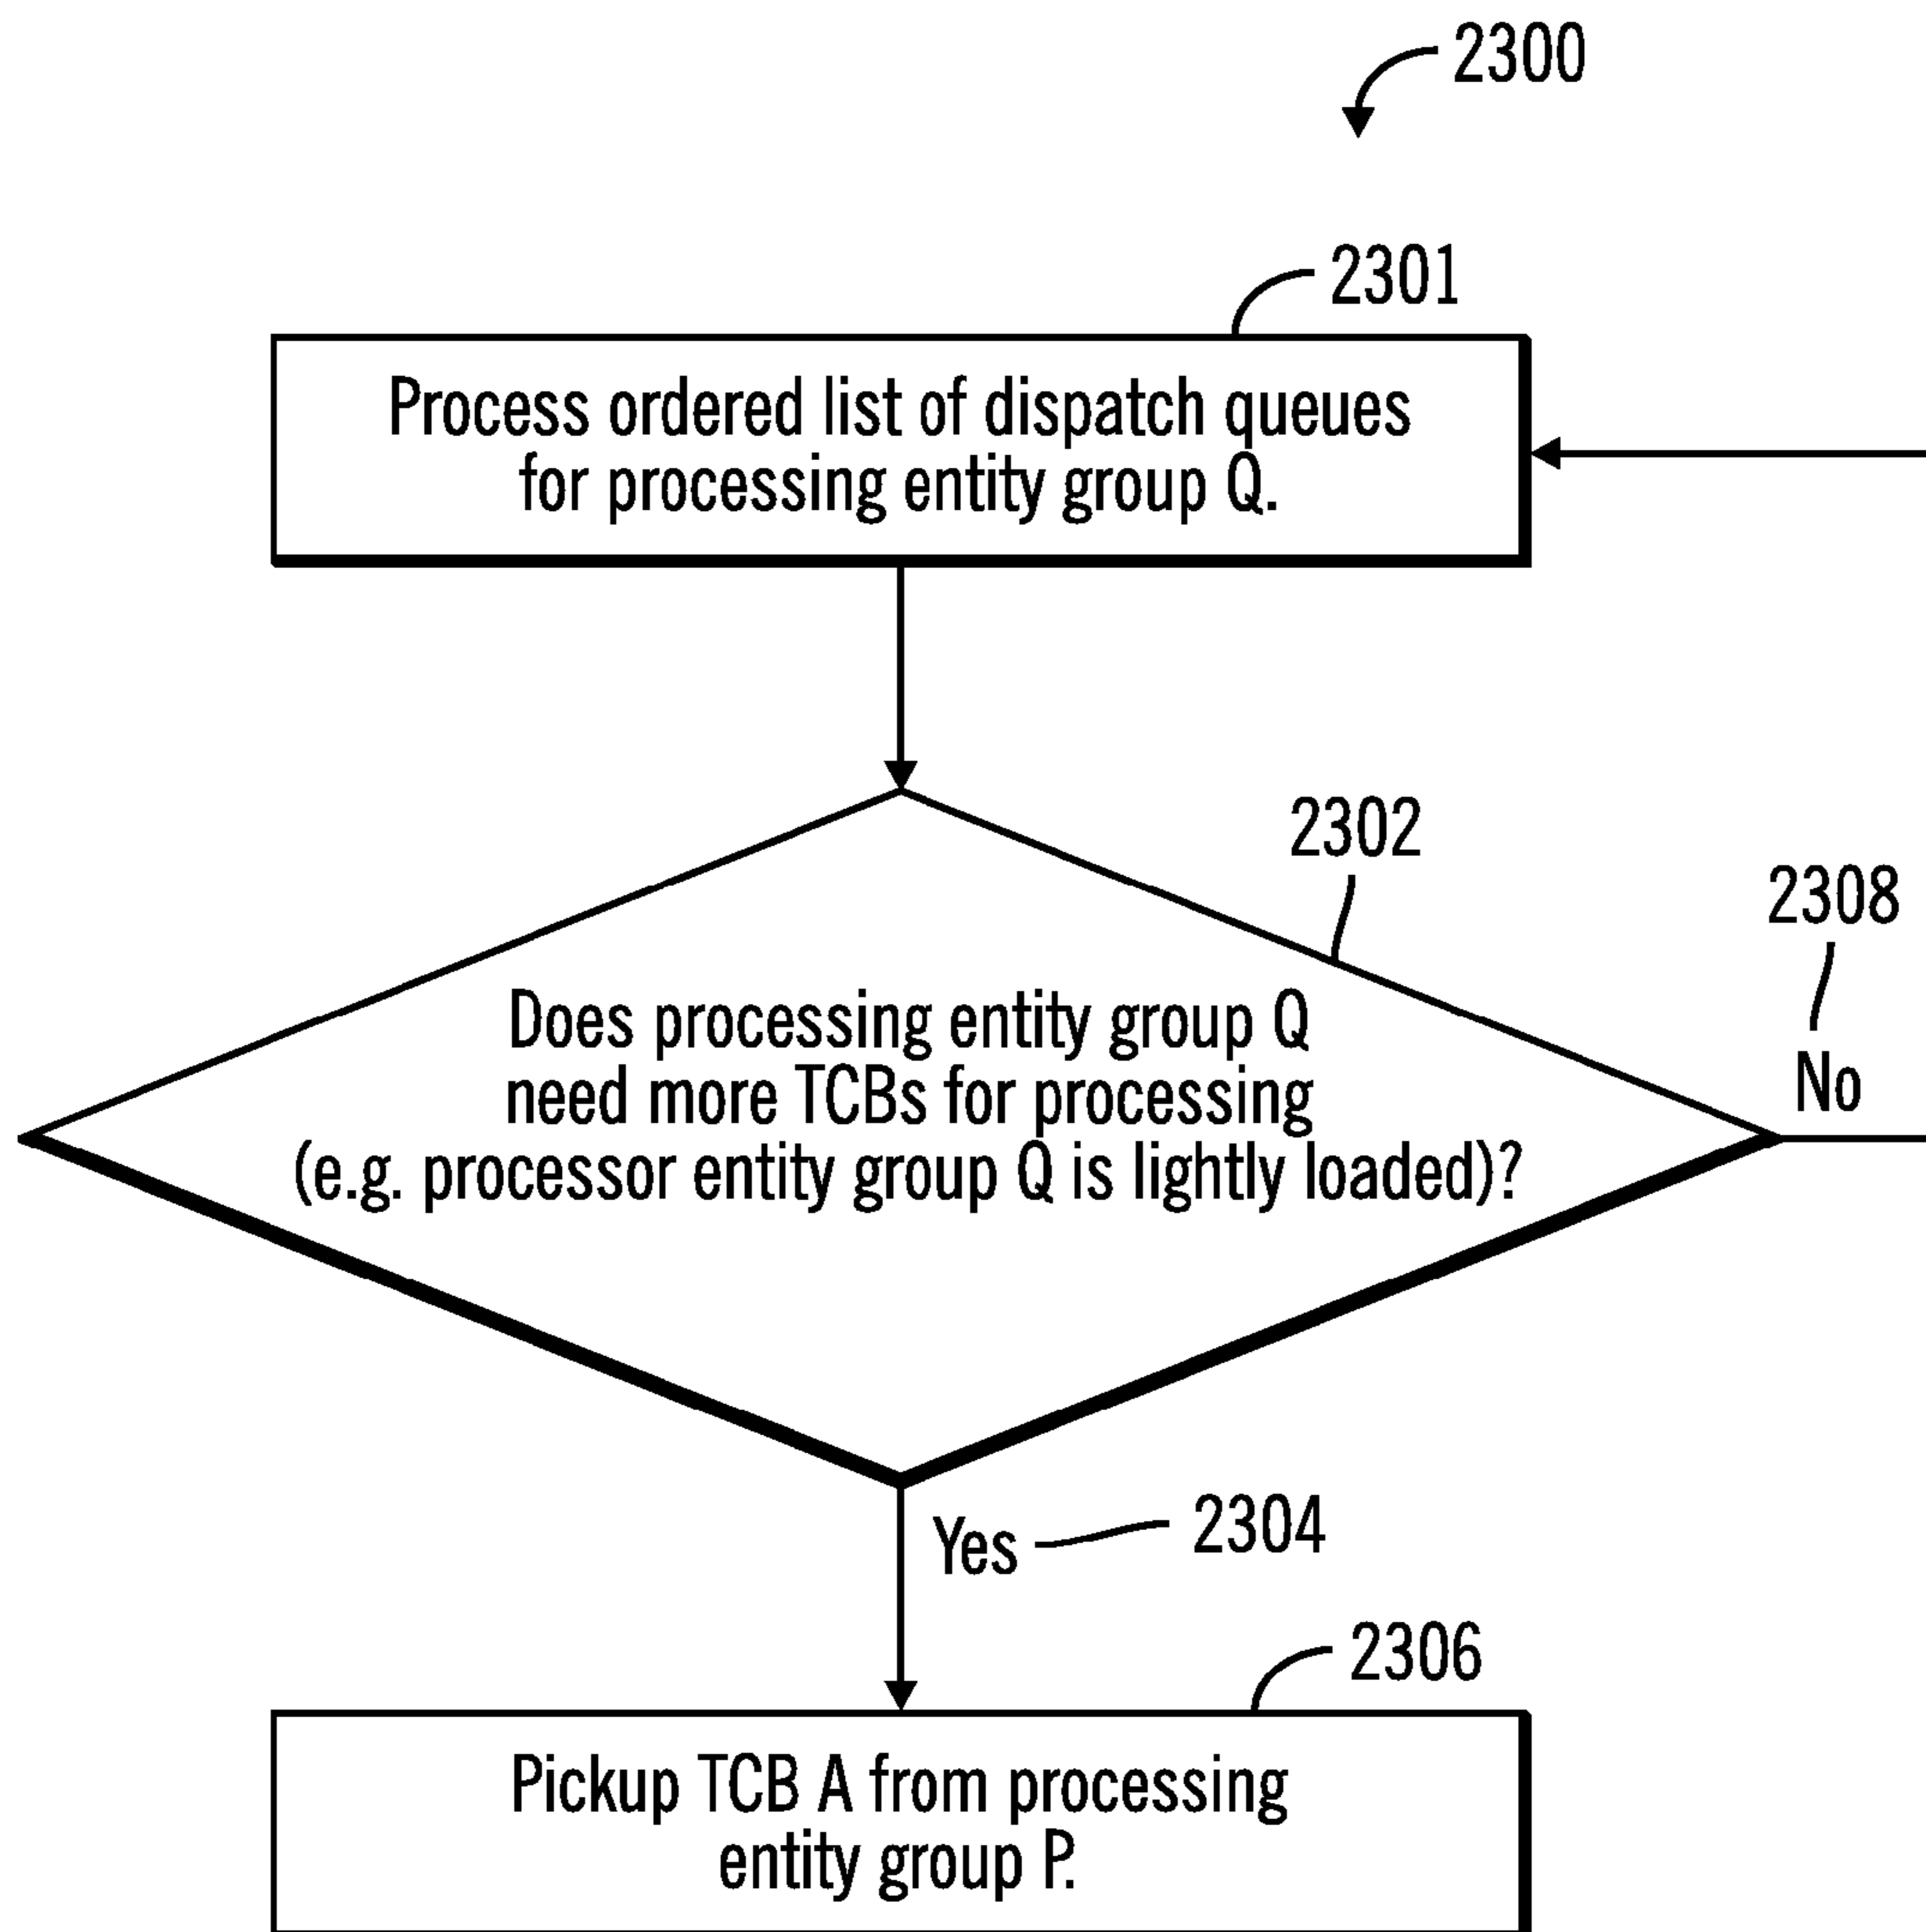 2300
2301
Process ordered list of dispatch queues
for processing entity group Q.
2302
2308
Does processing entity group Q
need more TCBs for processing
(e.g. processor entity group Q is lightly loaded)?
No
Yes
2304
2306
Pickup TCB A from processing
entity group P.